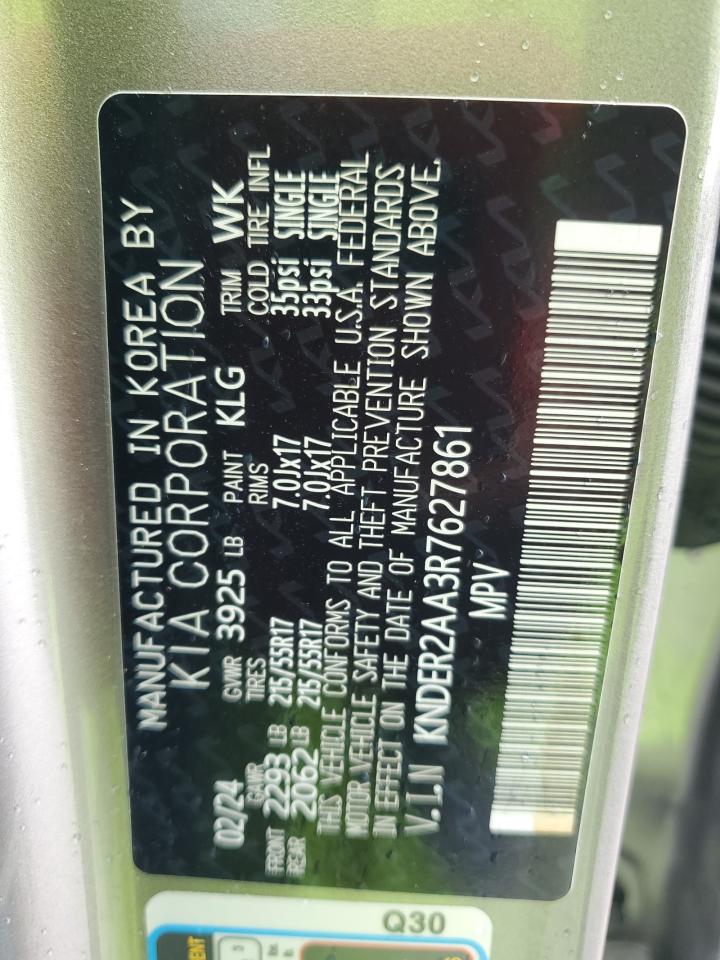 MANUFACTURED IN KOREA BY
KIA CORPORATION
02/24 GVWR 3925 LB PAINT KLG TRIM WK
GAWR TIRES RIMS COLD TIRE INFL
FRONT 2293 LB 215/55R17 7.0Jx17 35psi SINGLE
REAR 2062 LB 215/55R17 7.0Jx17 33psi SINGLE
THIS VEHICLE CONFORMS TO ALL APPLICABLE U.S.A. FEDERAL
MOTOR VEHICLE SAFETY AND THEFT PREVENTION STANDARDS
IN EFFECT ON THE DATE OF MANUFACTURE SHOWN ABOVE.
V.I.N KNDER2AA3R7627861
MPV
Q30